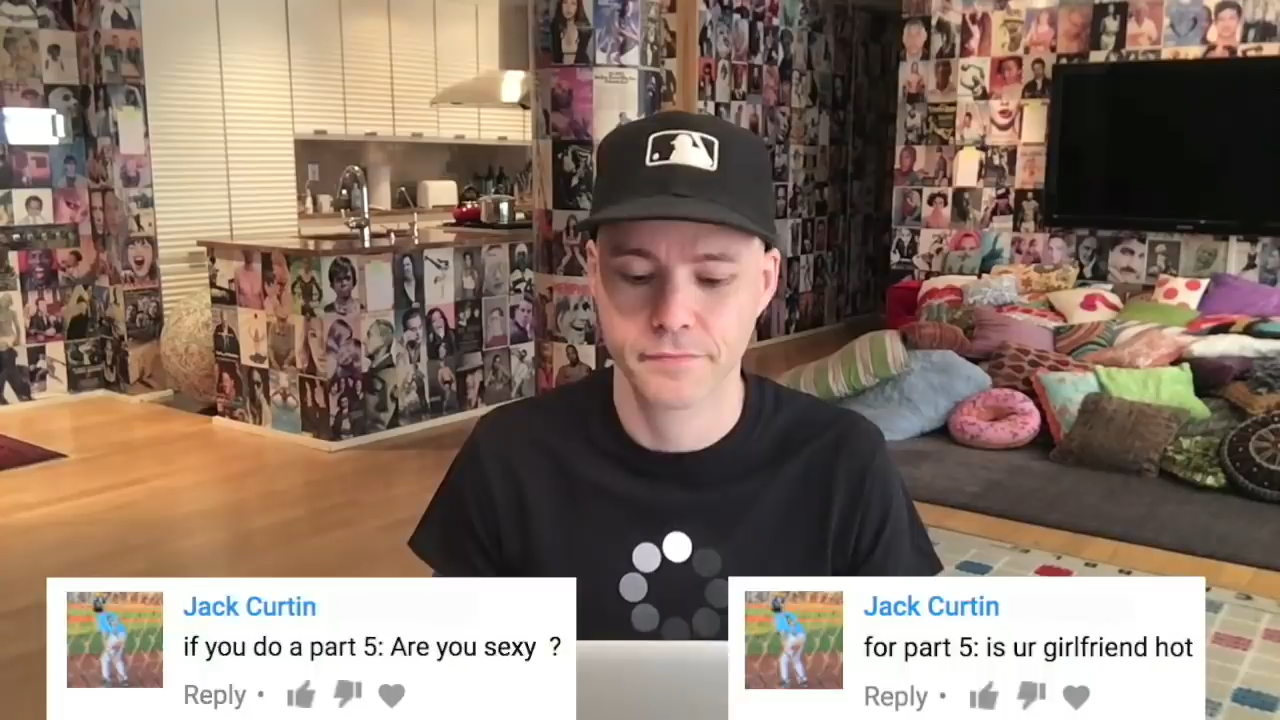 Jack Curtin
if you do a part 5: Are you sexy ?
Reply •
Jack Curtin
for part 5: is ur girlfriend hot
Reply •